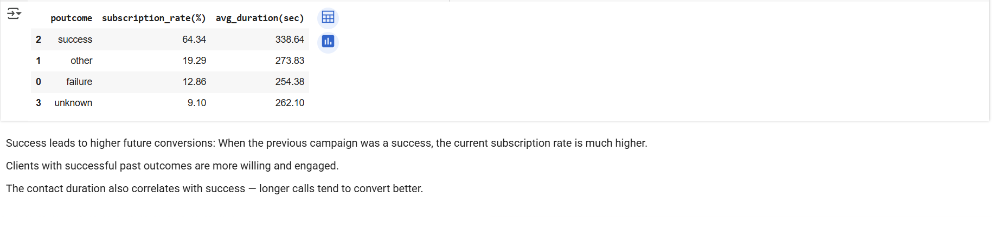 poutcome subscription_rate(%) avg_duration(sec)
2 success 64.34 338.64
1 other 19.29 273.83
0 failure 12.86 254.38
3 unknown 9.10 262.10
Success leads to higher future conversions: When the previous campaign was a success, the current subscription rate is much higher.
Clients with successful past outcomes are more willing and engaged.
The contact duration also correlates with success — longer calls tend to convert better.